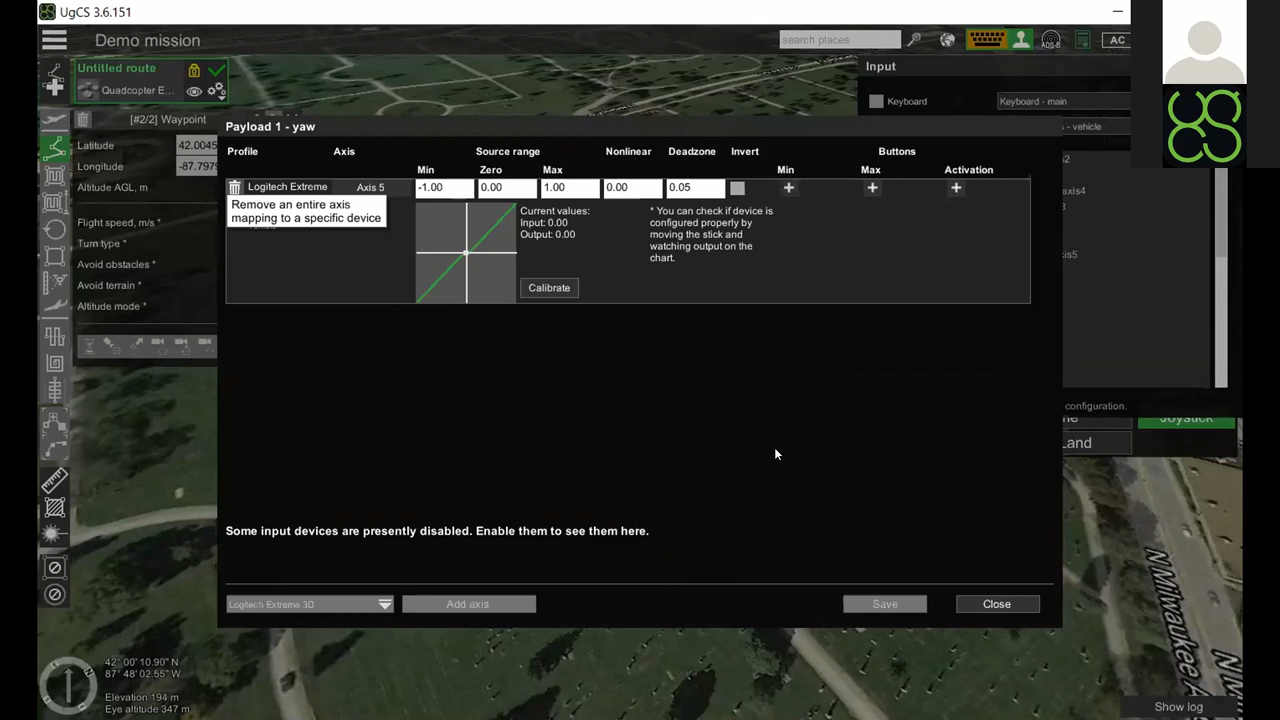 UgCS 3.6.151
Demo mission
search places
ADS-B
AC
Untitled route
Quadcopter E...
Input
Keyboard
Keyboard - main
[#2/2] Waypoint
Latitude
42.0045
Longitude
-87.797
Altitude AGL, m
Flight speed, m/s *
Turn type *
Avoid obstacles *
Avoid terrain *
Altitude mode *
Payload 1 - yaw
Profile
Axis
Source range
Nonlinear
Deadzone
Invert
Buttons
Min
Zero
Max
Min
Max
Activation
Logitech Extreme
Axis 5
-1.00
0.00
1.00
0.00
0.05
Remove an entire axis
mapping to a specific device
Current values:
Input: 0.00
Output: 0.00
* You can check if device is
configured properly by
moving the stick and
watching output on the
chart.
Calibrate
Some input devices are presently disabled. Enable them to see them here.
Logitech Extreme 3D
Add axis
Save
Close
s - vehicle
axis4
xis5
configuration.
Joystick
Land
42° 00' 10.90" N
87° 48' 02.55" W
Elevation 194 m
Eye altitude 347 m
N Milwaukee A
N M
Show log